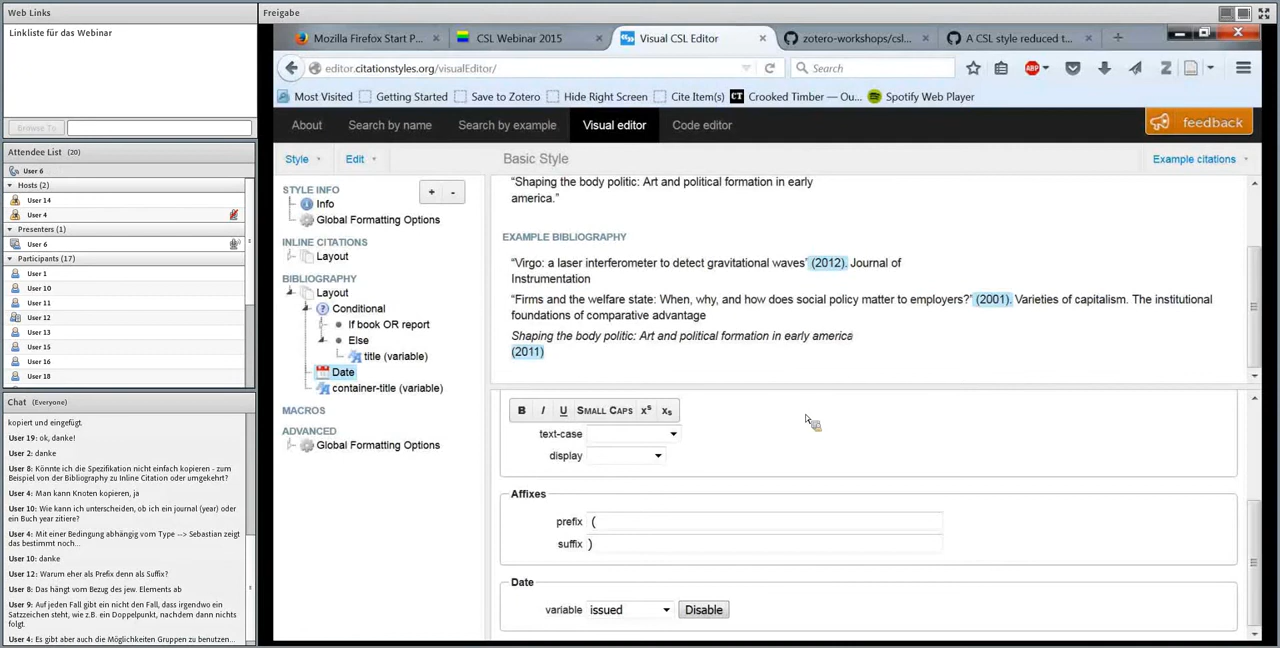 Web Links
Linkliste für das Webinar
Browse To
Attendee List (20)
User 6
Hosts (2)
User 14
User 4
Presenters (1)
User 6
Participants (17)
User 1
User 10
User 11
User 12
User 13
User 15
User 16
User 18
Chat (Everyone)
kopiert und eingefügt.
User 19: ok, danke!
User 2: danke
User 8: Könnte ich die Spezifikation nicht einfach kopieren - zum
Beispiel von der Bibliography zu Inline Citation oder umgekehrt?
User 4: Man kann Knoten kopieren, ja
User 10: Wie kann ich unterscheiden, ob ich ein journal (year) oder
ein Buch year zitiere?
User 4: Mit einer Bedingung abhängig vom Type --> Sebastian zeigt
das bestimmt noch...
User 10: danke
User 12: Warum eher als Prefix denn als Suffix?
User 8: Das hängt vom Bezug des jew. Elements ab
User 9: Auf jeden Fall gibt ein nicht den Fall, dass irgendwo ein
Satzzeichen steht, wie z.B. ein Doppelpunkt, nachdem dann nichts
folgt.
User 4: Es gibt aber auch die Möglichkeiten Gruppen zu benutzen...
Freigabe
Mozilla Firefox Start P...
CSL Webinar 2015
Visual CSL Editor
zotero-workshops/csl...
A CSL style reduced t...
editor.citationstyles.org/visualEditor/
Search
ABP
Most Visited
Getting Started
Save to Zotero
Hide Right Screen
Cite Item(s)
CT Crooked Timber — Ou...
Spotify Web Player
About
Search by name
Search by example
Visual editor
Code editor
feedback
Style
Edit
Basic Style
Example citations
STYLE INFO
+
-
Info
Global Formatting Options
INLINE CITATIONS
Layout
BIBLIOGRAPHY
Layout
Conditional
If book OR report
Else
title (variable)
Date
container-title (variable)
MACROS
ADVANCED
Global Formatting Options
“Shaping the body politic: Art and political formation in early
america.”
EXAMPLE BIBLIOGRAPHY
“Virgo: a laser interferometer to detect gravitational waves” (2012). Journal of
Instrumentation
“Firms and the welfare state: When, why, and how does social policy matter to employers?” (2001). Varieties of capitalism. The institutional
foundations of comparative advantage
Shaping the body politic: Art and political formation in early america
(2011)
B I U SMALL CAPS x<sup>s</sup> x<sub>s</sub>
text-case
display
Affixes
prefix (
suffix )
Date
variable issued Disable